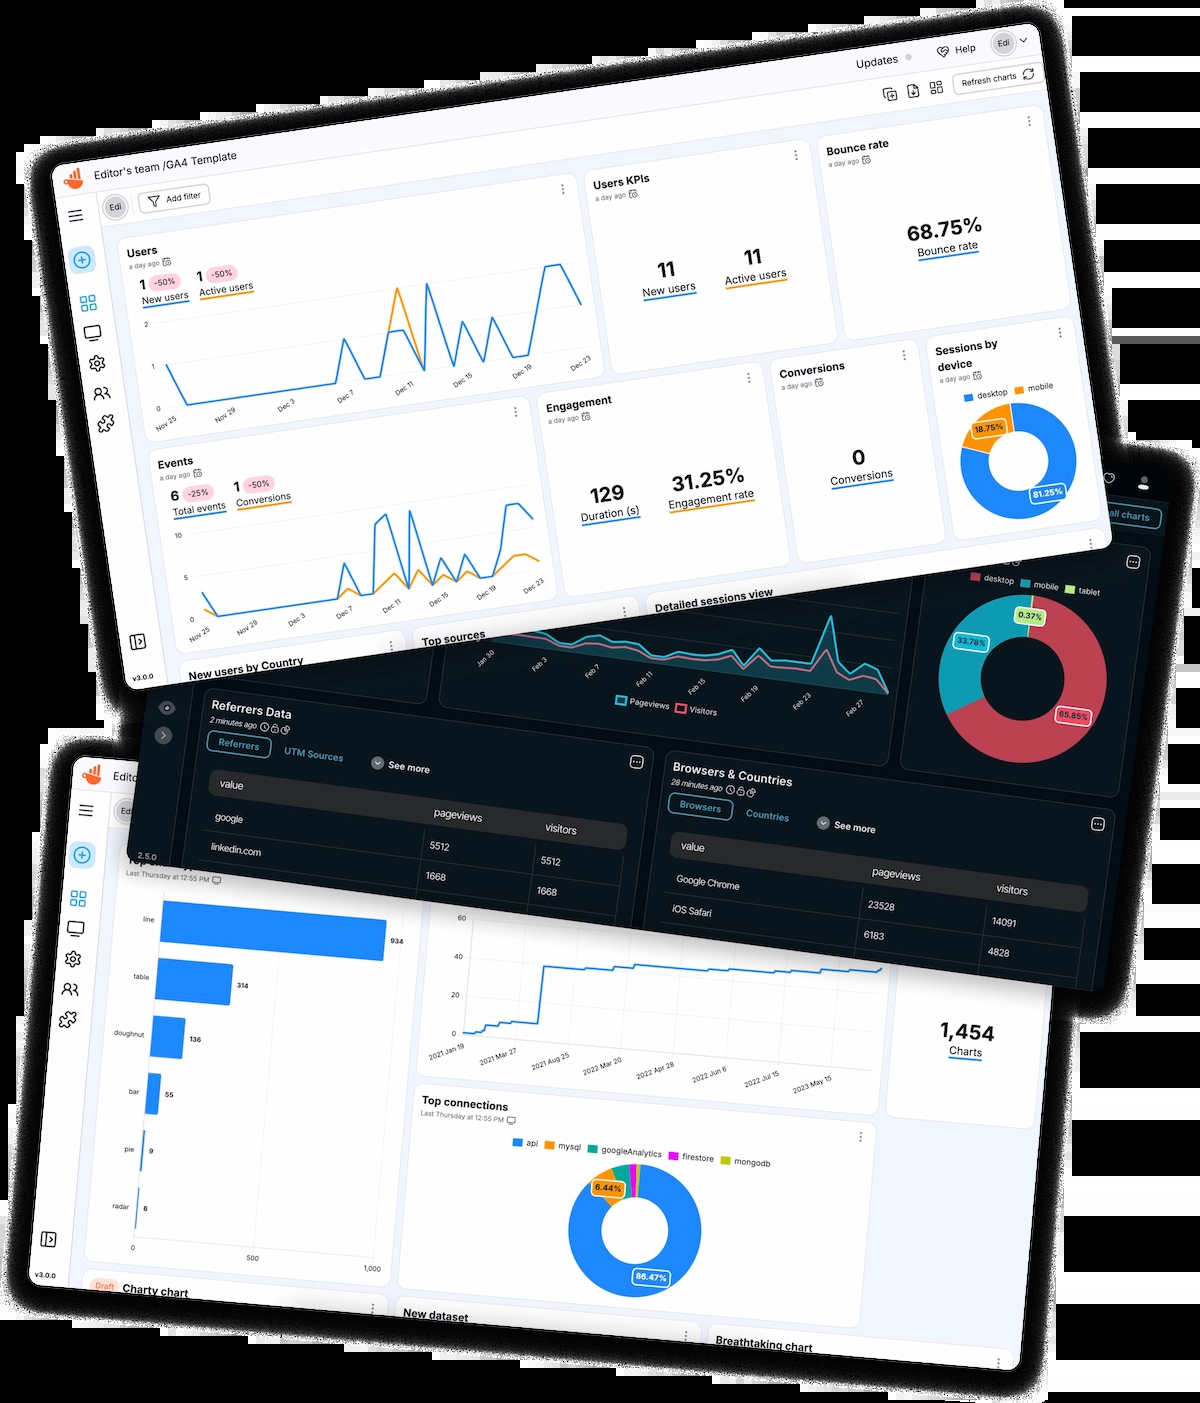 Updates
Help
Edi
Editor's team /GA4 Template
Refresh charts
Edi
Add filter
Users
a day ago
1 -50%
New users
1 -50%
Active users
2
1
0
Nov 25
Nov 29
Dec 3
Dec 7
Dec 11
Dec 15
Dec 19
Dec 23
Users KPIs
a day ago
11
New users
11
Active users
Bounce rate
a day ago
68.75%
Bounce rate
Events
a day ago
6 -25%
Total events
1 -50%
Conversions
10
5
0
Nov 25
Nov 29
Dec 3
Dec 7
Dec 11
Dec 15
Dec 19
Dec 23
Engagement
a day ago
129
Duration (s)
31.25%
Engagement rate
Conversions
a day ago
0
Conversions
Sessions by
device
a day ago
desktop
mobile
18.75%
81.25%
New users by Country
Top sources
Detailed sessions view
v3.0.0
all charts
desktop
mobile
tablet
0.37%
33.78%
65.85%
Jan 30
Feb 3
Feb 7
Feb 11
Feb 15
Feb 19
Feb 23
Feb 27
Pageviews
Visitors
Referrers Data
2 minutes ago
Referrers
UTM Sources
See more
value
pageviews
visitors
google
5512
5512
linkedin.com
1668
1668
Browsers & Countries
28 minutes ago
Browsers
Countries
See more
value
pageviews
visitors
Google Chrome
23528
14091
iOS Safari
6183
4828
2.5.0
Last Thursday at 12:55 PM
line
934
table
314
doughnut
136
bar
55
pie
9
radar
6
0
500
1,000
60
40
20
0
2021 Jan 19
2021 Mar 27
2021 Aug 25
2022 Mar 20
2022 Apr 28
2022 Jun 6
2022 Jul 15
2023 May 15
1,454
Charts
Top connections
Last Thursday at 12:55 PM
api
mysql
googleAnalytics
firestore
mongodb
6.44%
86.47%
v3.0.0
Draft
Charty chart
New dataset
Breathtaking chart